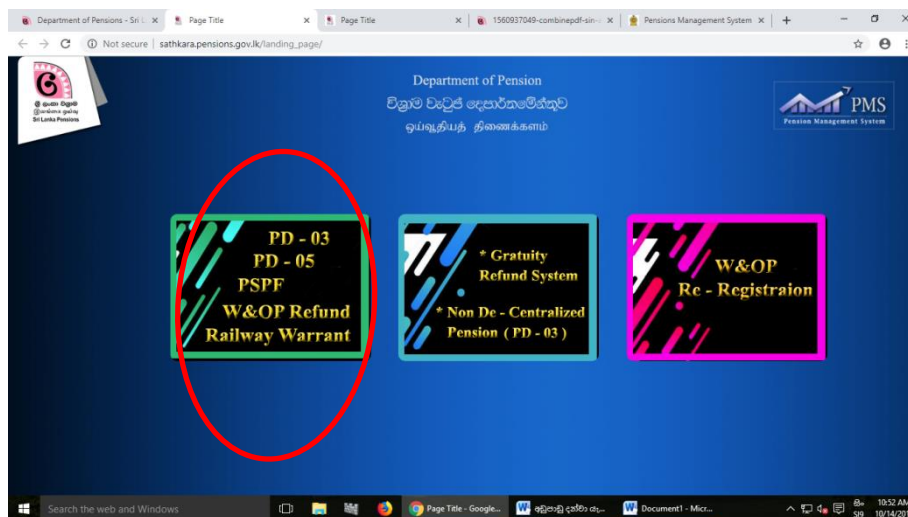 Department of Pensions - Sri L
Page Title
Page Title
1560937049-combinepdf-sin-
Pensions Management System
Not secure | sathkara.pensions.gov.lk/landing_page/
ශ්‍රී ලංකා විශ්‍රාම
Sri Lanka Pensions
Department of Pension
විශ්‍රාම වැටුප් දෙපාර්තමේන්තුව
ஓய்வூதியத் திணைக்களம்
PMS
Pension Management System
PD - 03
PD - 05
PSPF
W&OP Refund
Railway Warrant
* Gratuity
Refund System
* Non De - Centralized
Pension ( PD - 03 )
W&OP
Re - Registraion
Search the web and Windows
Page Title - Google...
Document1 - Micr...
සිං
10:52 AM
10/14/201